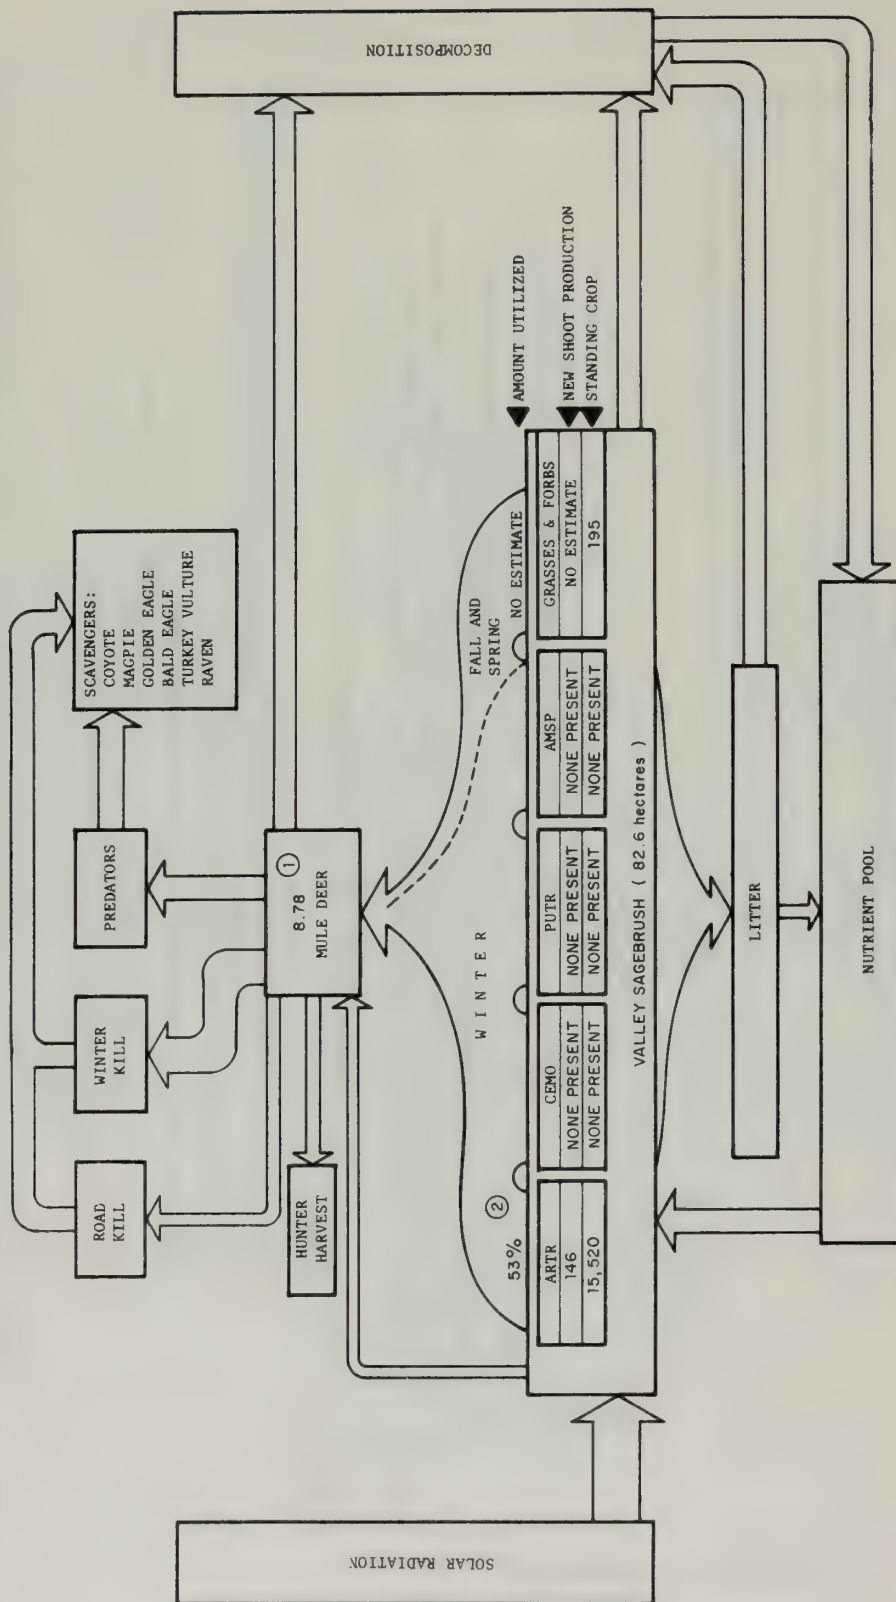 SOLAR RADIATION
ROAD
KILL
WINTER
KILL
PREDATORS
SCAVENGERS:
COYOTE
MAGPIE
GOLDEN EAGLE
BALD EAGLE
TURKEY VULTURE
RAVEN
HUNTER
HARVEST
8.78
①
MULE DEER
DECOMPOSITION
WINTER
FALL AND
SPRING
53%
②
NO ESTIMATE
AMOUNT UTILIZED
ARTR
146
15,520
CEMO
NONE PRESENT
NONE PRESENT
PUTR
NONE PRESENT
NONE PRESENT
AMSP
NONE PRESENT
NONE PRESENT
GRASSES & FORBS
NO ESTIMATE
195
NEW SHOOT PRODUCTION
STANDING CROP
VALLEY SAGEBRUSH ( 82.6 hectares )
LITTER
NUTRIENT POOL